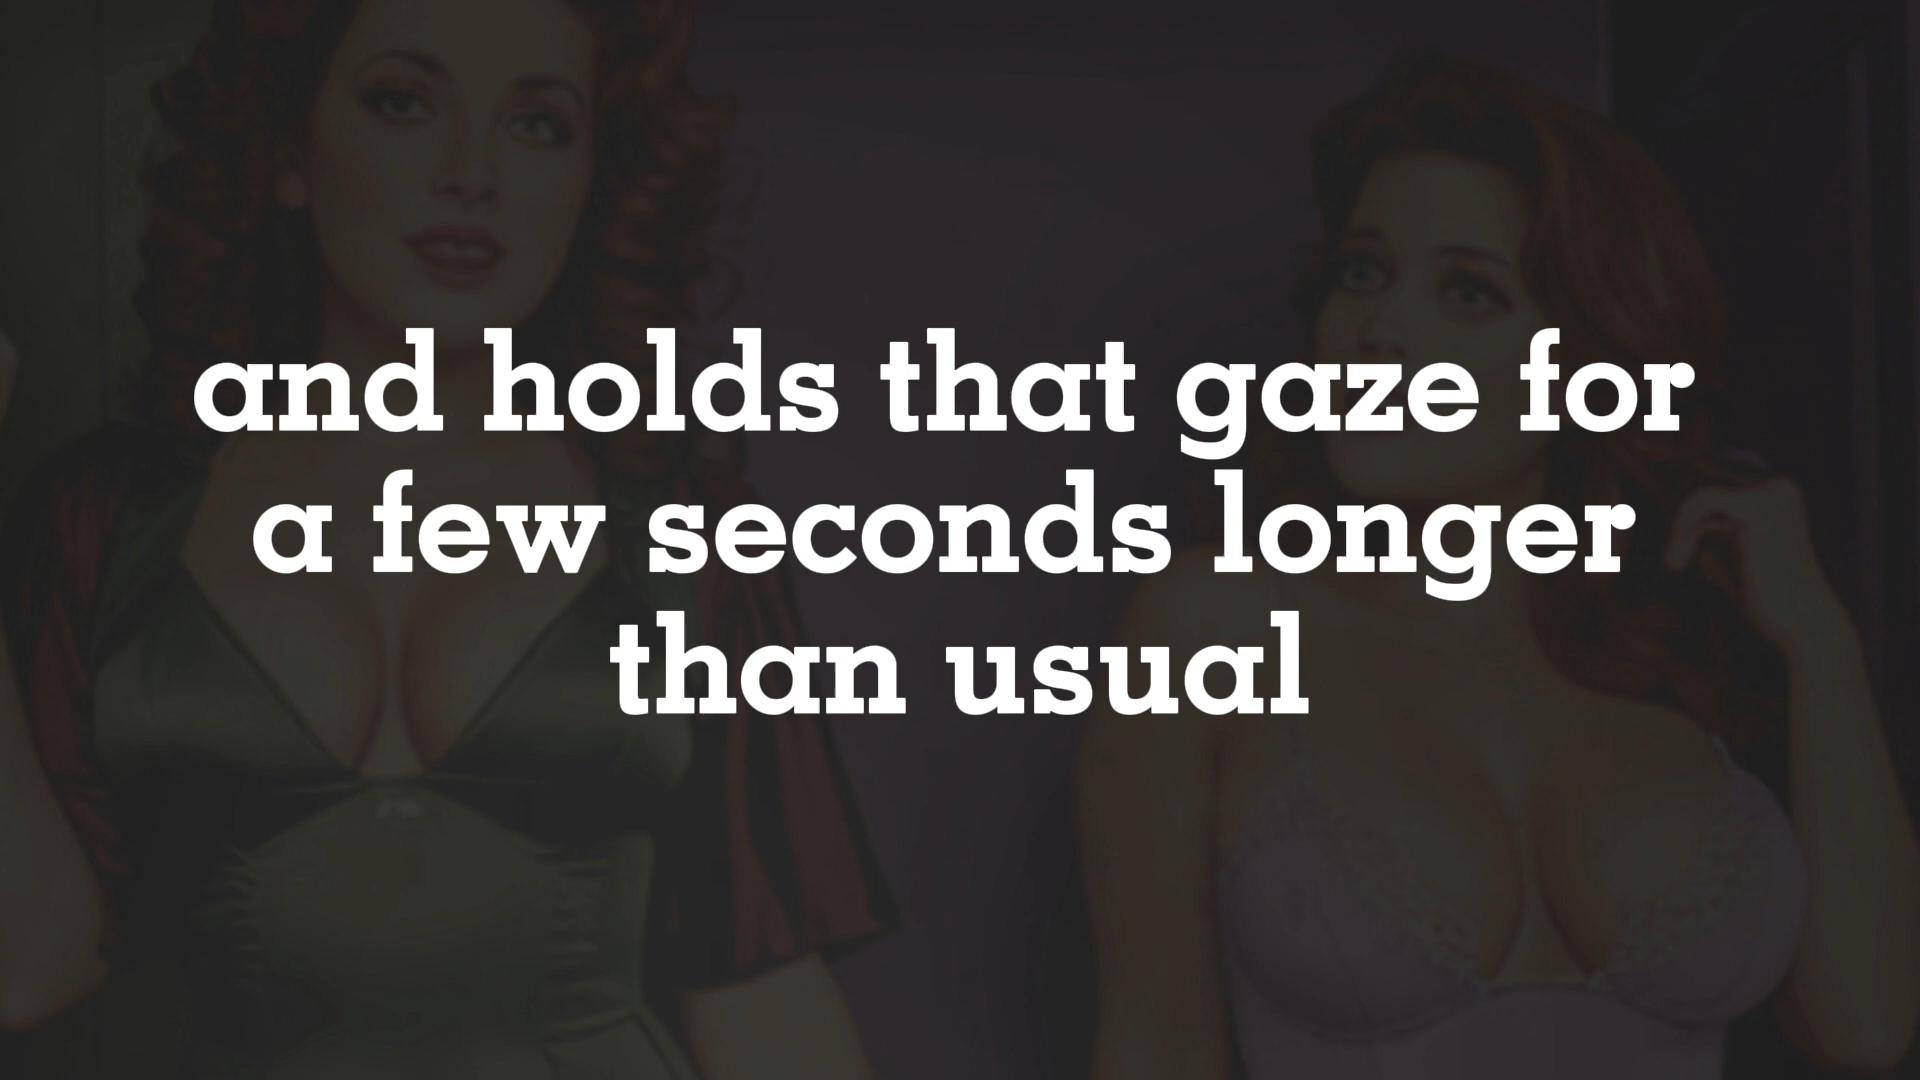 and holds that gaze for
a few seconds longer
than usual